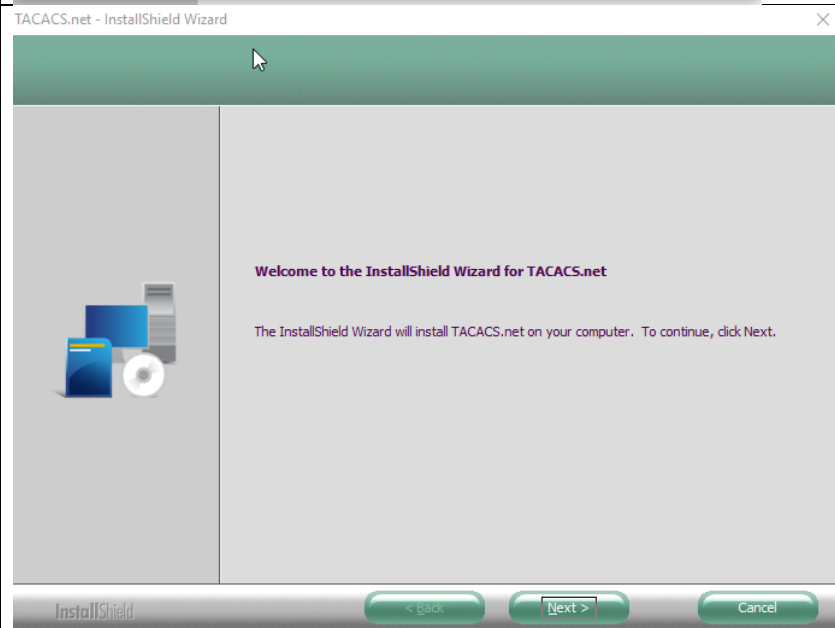 TACACS.net - InstallShield Wizard
Welcome to the InstallShield Wizard for TACACS.net
The InstallShield Wizard will install TACACS.net on your computer. To continue, click Next.
InstallShield
< Back
Next >
Cancel